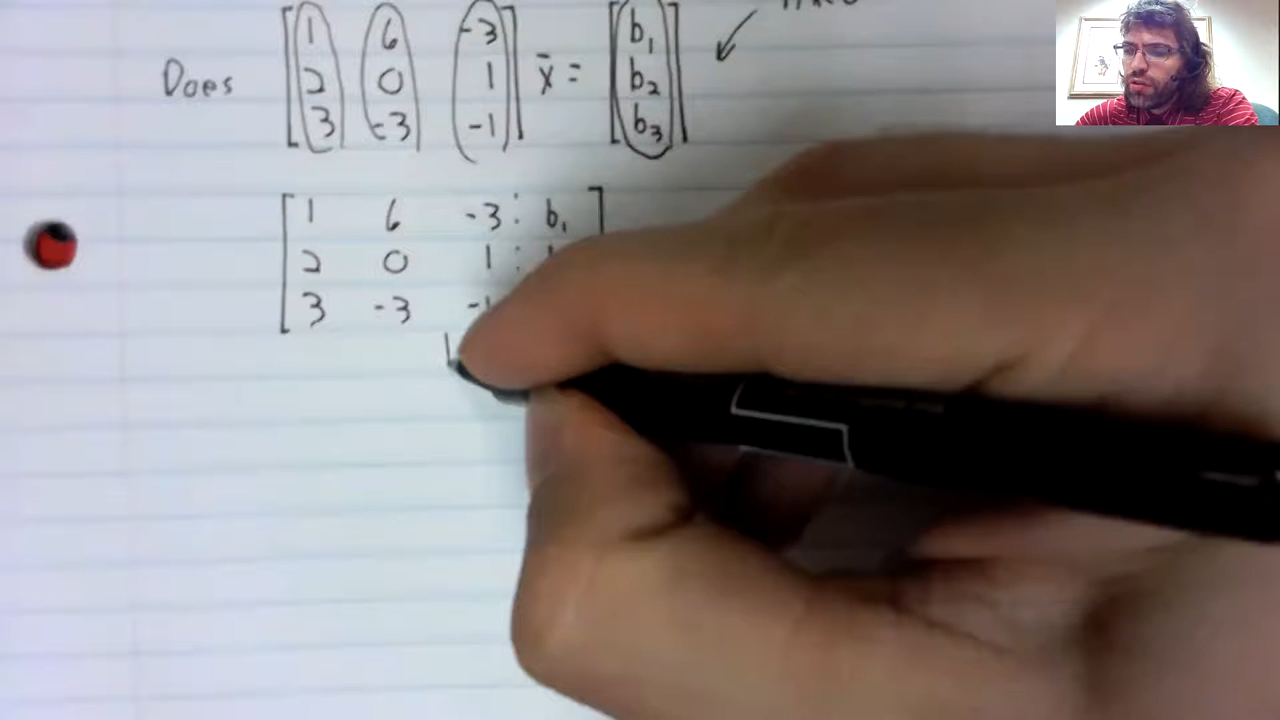 Does [1 6 -3] x̄ = [b₁]
[2 0 1] [b₂]
[3 -3 -1] [b₃]
[1 6 -3 : b₁]
[2 0 1 :
[3 -3 -1